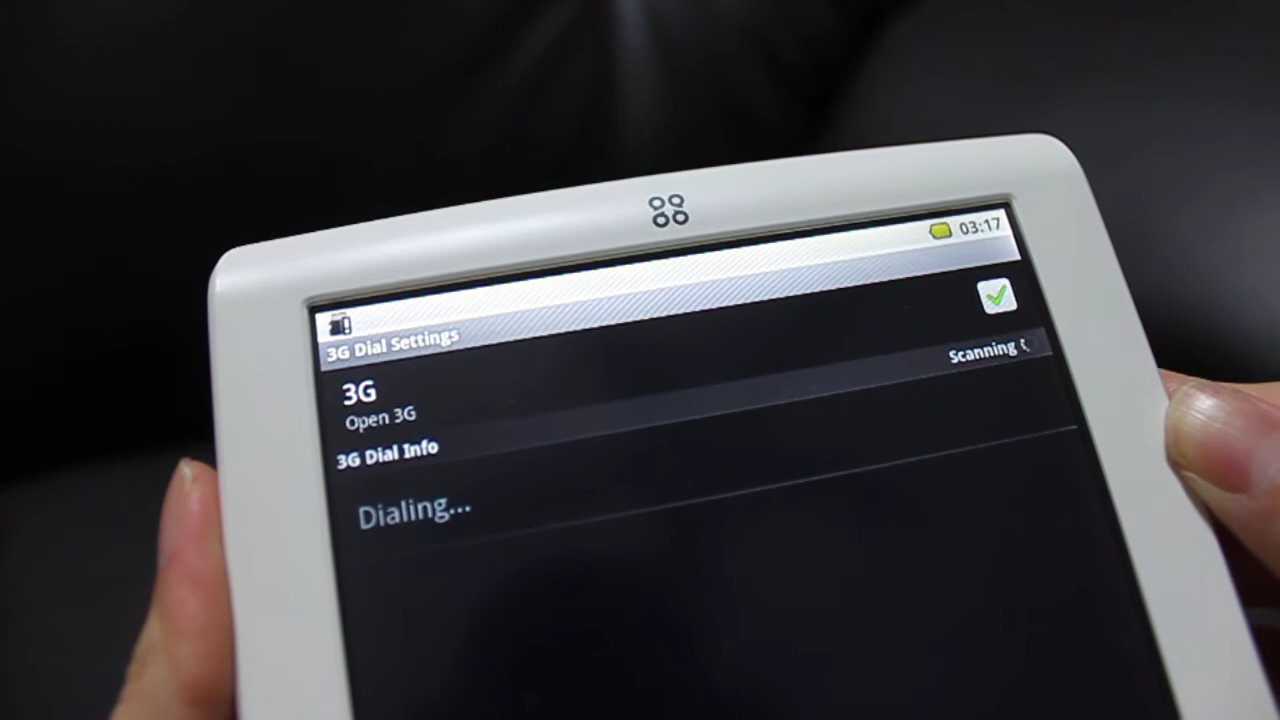 03:17
3G Dial Settings
3G
Open 3G
3G Dial Info
Scanning
Dialing...